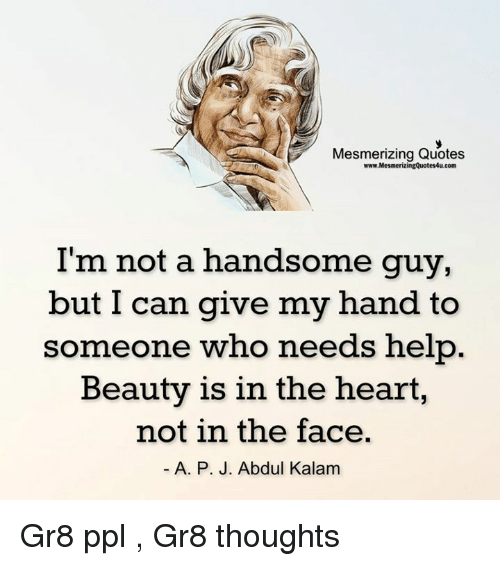 Mesmerizing Quotes
www.MesmerizingQuotes4u.com
I'm not a handsome guy,
but I can give my hand to
someone who needs help.
Beauty is in the heart,
not in the face.
- A. P. J. Abdul Kalam
Gr8 ppl , Gr8 thoughts